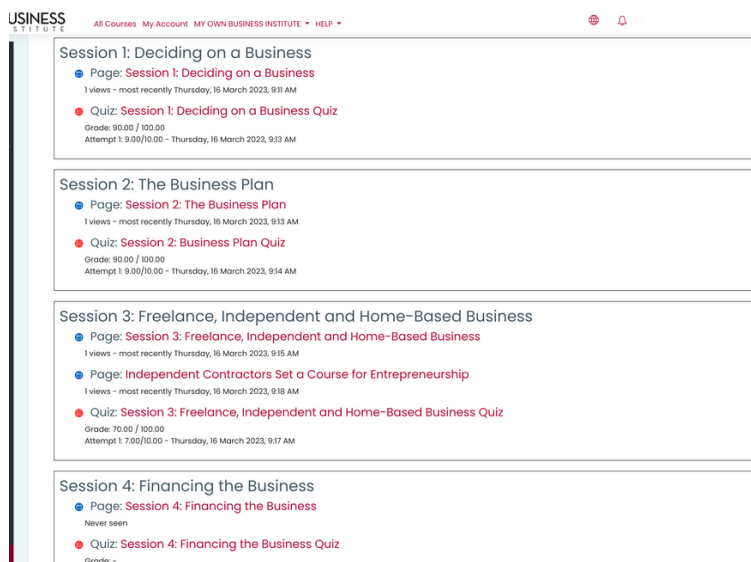 USINESS
STITUTE
All Courses My Account MY OWN BUSINESS INSTITUTE HELP
Session 1: Deciding on a Business
Page: Session 1: Deciding on a Business
1 views - most recently Thursday, 16 March 2023, 9:11 AM
Quiz: Session 1: Deciding on a Business Quiz
Grade: 90.00 / 100.00
Attempt 1: 9.00/10.00 - Thursday, 16 March 2023, 9:13 AM
Session 2: The Business Plan
Page: Session 2: The Business Plan
1 views - most recently Thursday, 16 March 2023, 9:13 AM
Quiz: Session 2: Business Plan Quiz
Grade: 90.00 / 100.00
Attempt 1: 9.00/10.00 - Thursday, 16 March 2023, 9:14 AM
Session 3: Freelance, Independent and Home-Based Business
Page: Session 3: Freelance, Independent and Home-Based Business
1 views - most recently Thursday, 16 March 2023, 9:15 AM
Page: Independent Contractors Set a Course for Entrepreneurship
1 views - most recently Thursday, 16 March 2023, 9:18 AM
Quiz: Session 3: Freelance, Independent and Home-Based Business Quiz
Grade: 70.00 / 100.00
Attempt 1: 7.00/10.00 - Thursday, 16 March 2023, 9:17 AM
Session 4: Financing the Business
Page: Session 4: Financing the Business
Never seen
Quiz: Session 4: Financing the Business Quiz
Grade: -